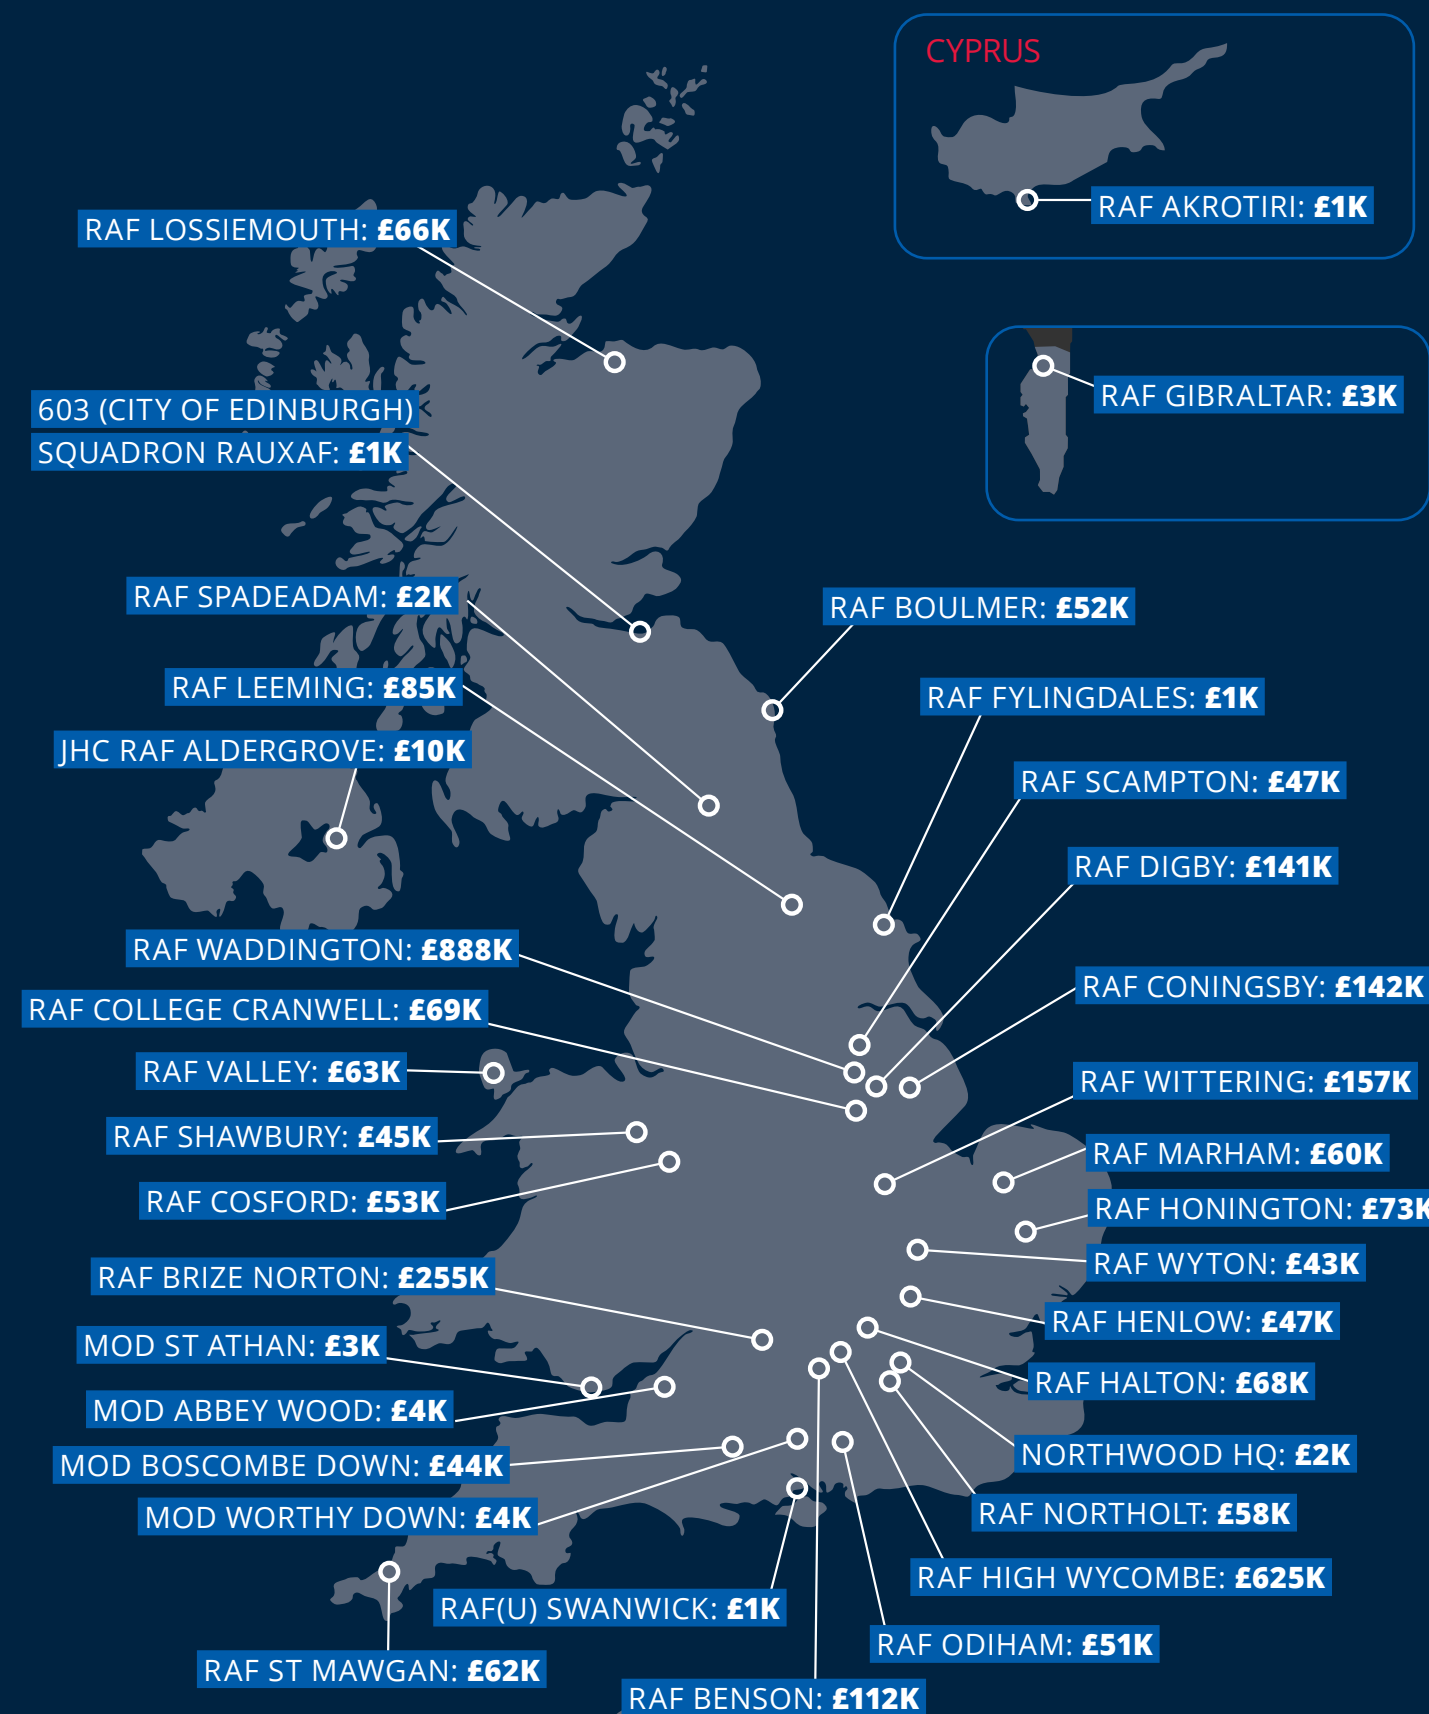 CYPRUS
RAF AKROTIRI: £1K
RAF LOSSIEMOUTH: £66K
RAF GIBRALTAR: £3K
603 (CITY OF EDINBURGH)
SQUADRON RAUXAF: £1K
RAF SPADEADAM: £2K
RAF BOULMER: £52K
RAF LEEMING: £85K
RAF FYLINGDALES: £1K
JHC RAF ALDERGROVE: £10K
RAF SCAMPTON: £47K
RAF DIGBY: £141K
RAF WADDINGTON: £888K
RAF CONINGSBY: £142K
RAF COLLEGE CRANWELL: £69K
RAF VALLEY: £63K
RAF WITTERING: £157K
RAF SHAWBURY: £45K
RAF MARHAM: £60K
RAF COSFORD: £53K
RAF HONINGTON: £73K
RAF WYTON: £43K
RAF BRIZE NORTON: £255K
RAF HENLOW: £47K
MOD ST ATHAN: £3K
RAF HALTON: £68K
MOD ABBEY WOOD: £4K
NORTHWOOD HQ: £2K
MOD BOSCOMBE DOWN: £44K
RAF NORTHOLT: £58K
MOD WORTHY DOWN: £4K
RAF HIGH WYCOMBE: £625K
RAF(U) SWANWICK: £1K
RAF ODIHAM: £51K
RAF ST MAWGAN: £62K
RAF BENSON: £112K